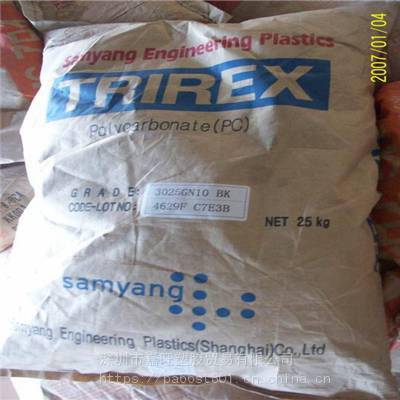 2007/01/04
Samyang Engineering Plastics
TRIREX
Polycarbonate(PC)
GRADE: 3025GN10 BK
CODE-LOT NO: 4629F C7E3B
NET 25 kg
samyang
Samyang Engineering Plastics(Shanghai)Co.,Ltd